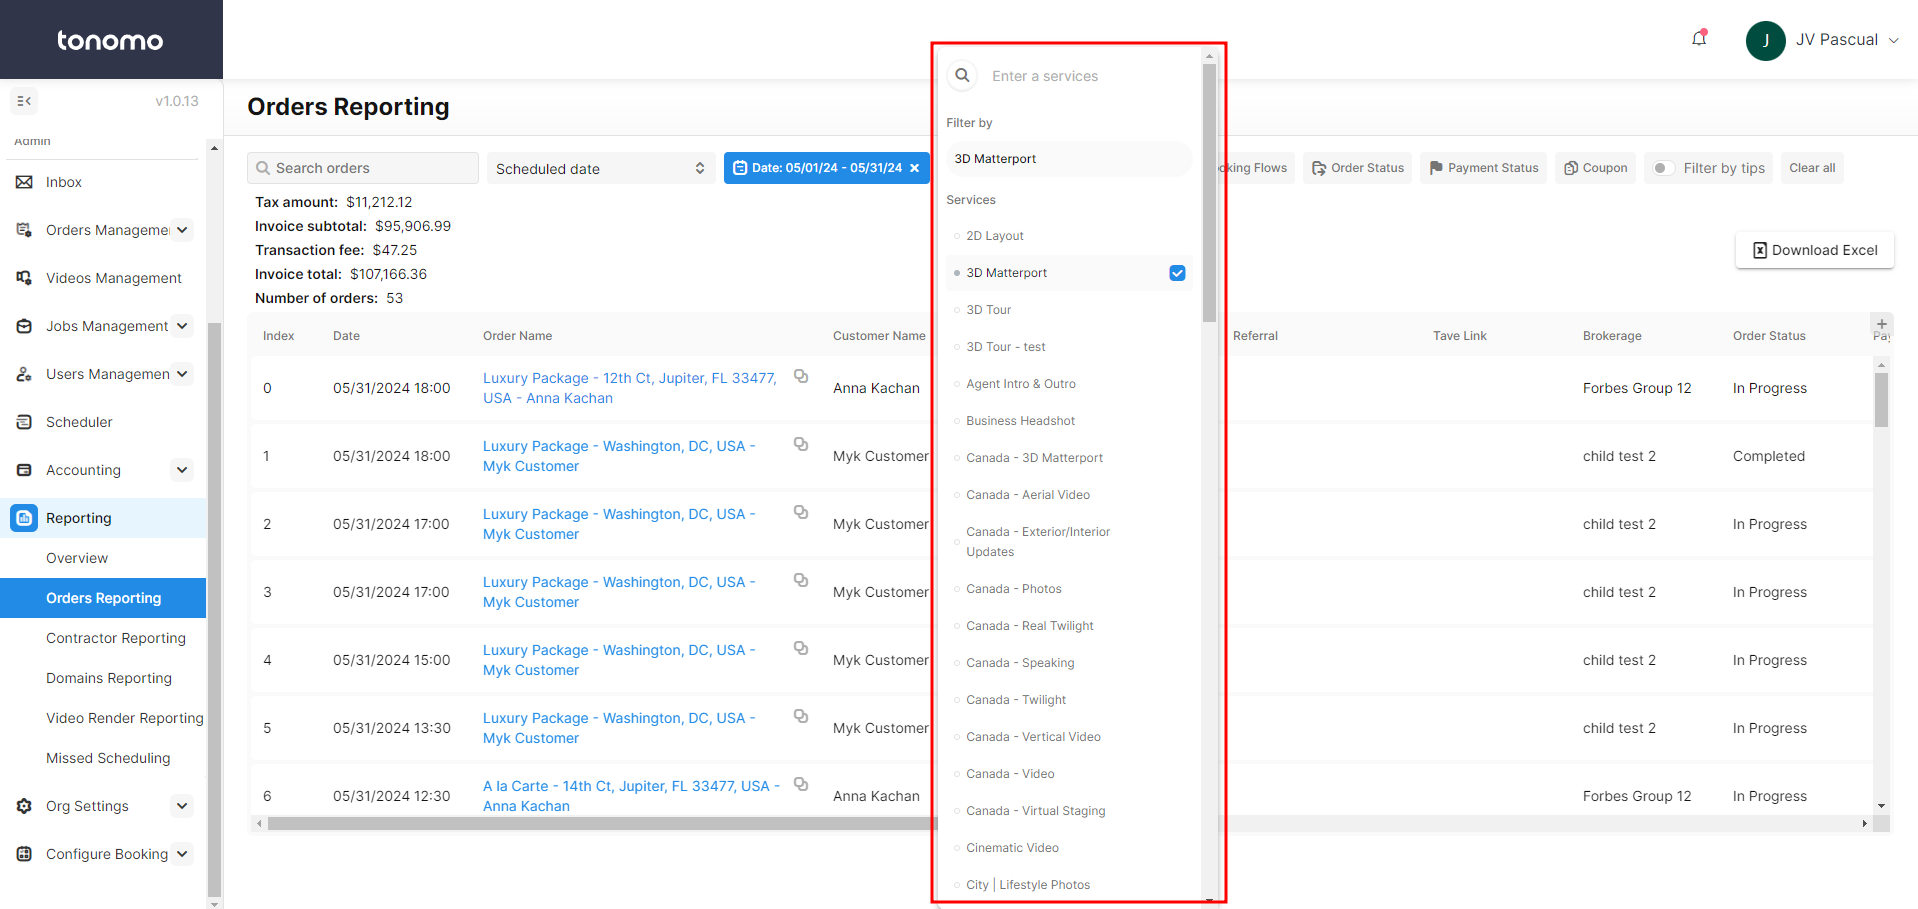 tonomo
J
JV Pascual
v1.0.13
Admin
Inbox
Orders Managemen
Videos Management
Jobs Management
Users Managemen
Scheduler
Accounting
Reporting
Overview
Orders Reporting
Contractor Reporting
Domains Reporting
Video Render Reporting
Missed Scheduling
Org Settings
Configure Booking
Orders Reporting
Search orders
Scheduled date
Date: 05/01/24 - 05/31/24
oking Flows
Order Status
Payment Status
Coupon
Filter by tips
Clear all
Tax amount: $11,212.12
Invoice subtotal: $95,906.99
Transaction fee: $47.25
Invoice total: $107,166.36
Number of orders: 53
Download Excel
Index Date Order Name Customer Name Referral Tave Link Brokerage Order Status Pay
0 05/31/2024 18:00 Luxury Package - 12th Ct, Jupiter, FL 33477, Anna Kachan Forbes Group 12 In Progress
USA - Anna Kachan
1 05/31/2024 18:00 Luxury Package - Washington, DC, USA - Myk Customer child test 2 Completed
Myk Customer
2 05/31/2024 17:00 Luxury Package - Washington, DC, USA - Myk Customer child test 2 In Progress
Myk Customer
3 05/31/2024 17:00 Luxury Package - Washington, DC, USA - Myk Customer child test 2 In Progress
Myk Customer
4 05/31/2024 15:00 Luxury Package - Washington, DC, USA - Myk Customer child test 2 In Progress
Myk Customer
5 05/31/2024 13:30 Luxury Package - Washington, DC, USA - Myk Customer child test 2 In Progress
Myk Customer
6 05/31/2024 12:30 A la Carte - 14th Ct, Jupiter, FL 33477, USA - Anna Kachan Forbes Group 12 In Progress
Anna Kachan
Enter a services
Filter by
3D Matterport
Services
2D Layout
3D Matterport
3D Tour
3D Tour - test
Agent Intro & Outro
Business Headshot
Canada - 3D Matterport
Canada - Aerial Video
Canada - Exterior/Interior
Updates
Canada - Photos
Canada - Real Twilight
Canada - Speaking
Canada - Twilight
Canada - Vertical Video
Canada - Video
Canada - Virtual Staging
Cinematic Video
City | Lifestyle Photos